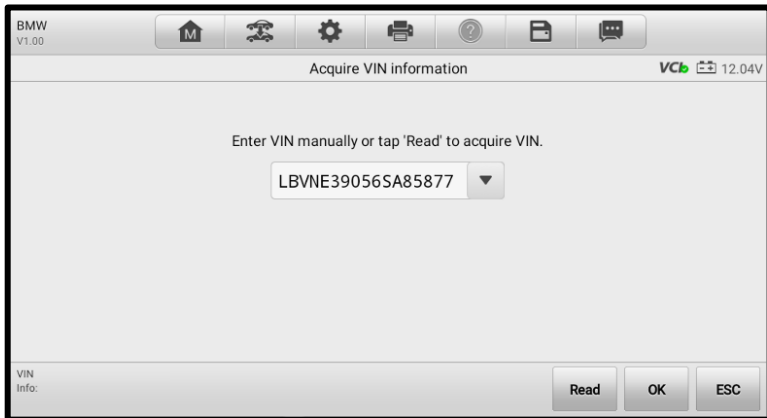 BMW
V1.00
M
?
Acquire VIN information
VCI
12.04V
Enter VIN manually or tap 'Read' to acquire VIN.
LBVNE39056SA85877
VIN
Info:
Read
OK
ESC